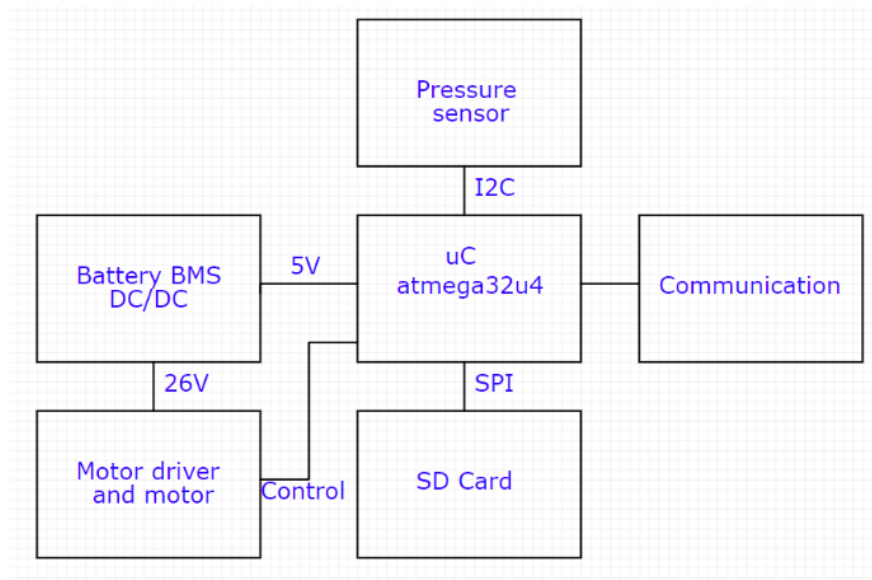 Pressure
sensor
I2C
Battery BMS
DC/DC
5V
uC
atmega32u4
Communication
26V
SPI
Motor driver
and motor
Control
SD Card